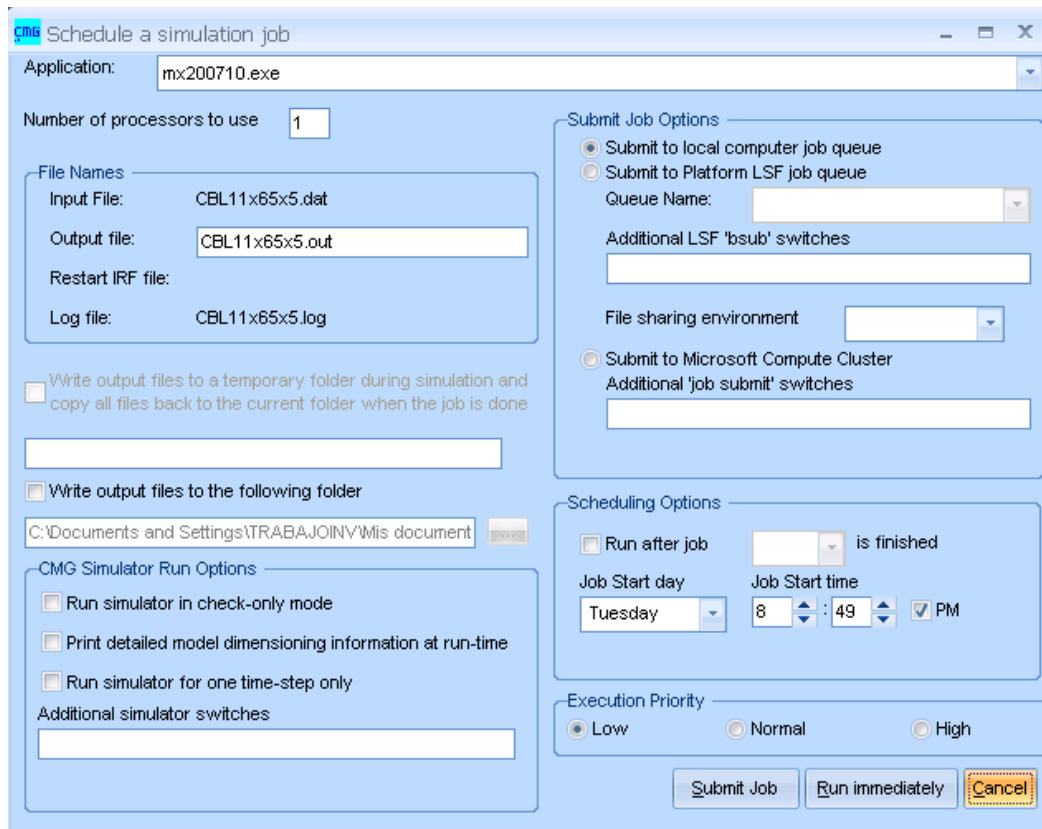 CMG Schedule a simulation job
Application: mx200710.exe
Number of processors to use 1
File Names
Input File: CBL11x65x5.dat
Output file: CBL11x65x5.out
Restart IRF file:
Log file: CBL11x65x5.log
Write output files to a temporary folder during simulation and
copy all files back to the current folder when the job is done
Write output files to the following folder
C:\Documents and Settings\TRABAJOINV\Mis document ...
CMG Simulator Run Options
Run simulator in check-only mode
Print detailed model dimensioning information at run-time
Run simulator for one time-step only
Additional simulator switches
Submit Job Options
Submit to local computer job queue
Submit to Platform LSF job queue
Queue Name:
Additional LSF 'bsub' switches
File sharing environment
Submit to Microsoft Compute Cluster
Additional 'job submit' switches
Scheduling Options
Run after job is finished
Job Start day Job Start time
Tuesday 8 : 49 PM
Execution Priority
Low Normal High
Submit Job Run immediately Cancel